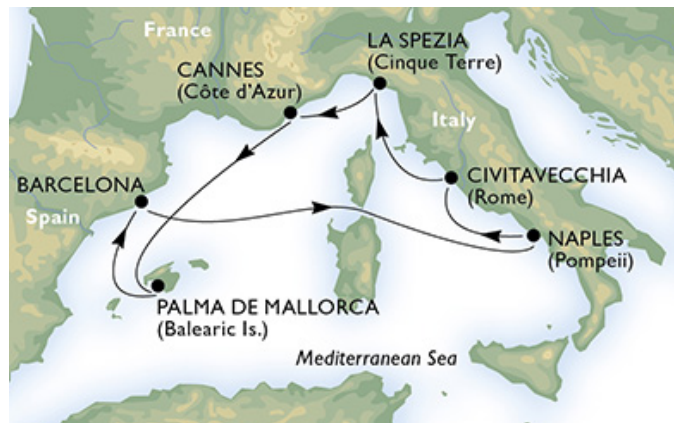 France
LA SPEZIA
(Cinque Terre)
CANNES
(Côte d'Azur)
Italy
BARCELONA
CIVITAVECCHIA
(Rome)
Spain
NAPLES
(Pompeii)
PALMA DE MALLORCA
(Balearic Is.)
Mediterranean Sea